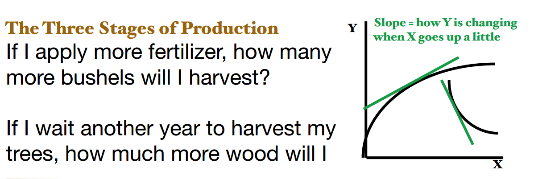 The Three Stages of Production
If I apply more fertilizer, how many
more bushels will I harvest?
If I wait another year to harvest my
trees, how much more wood will I
Y
Slope = how Y is changing
when X goes up a little
X